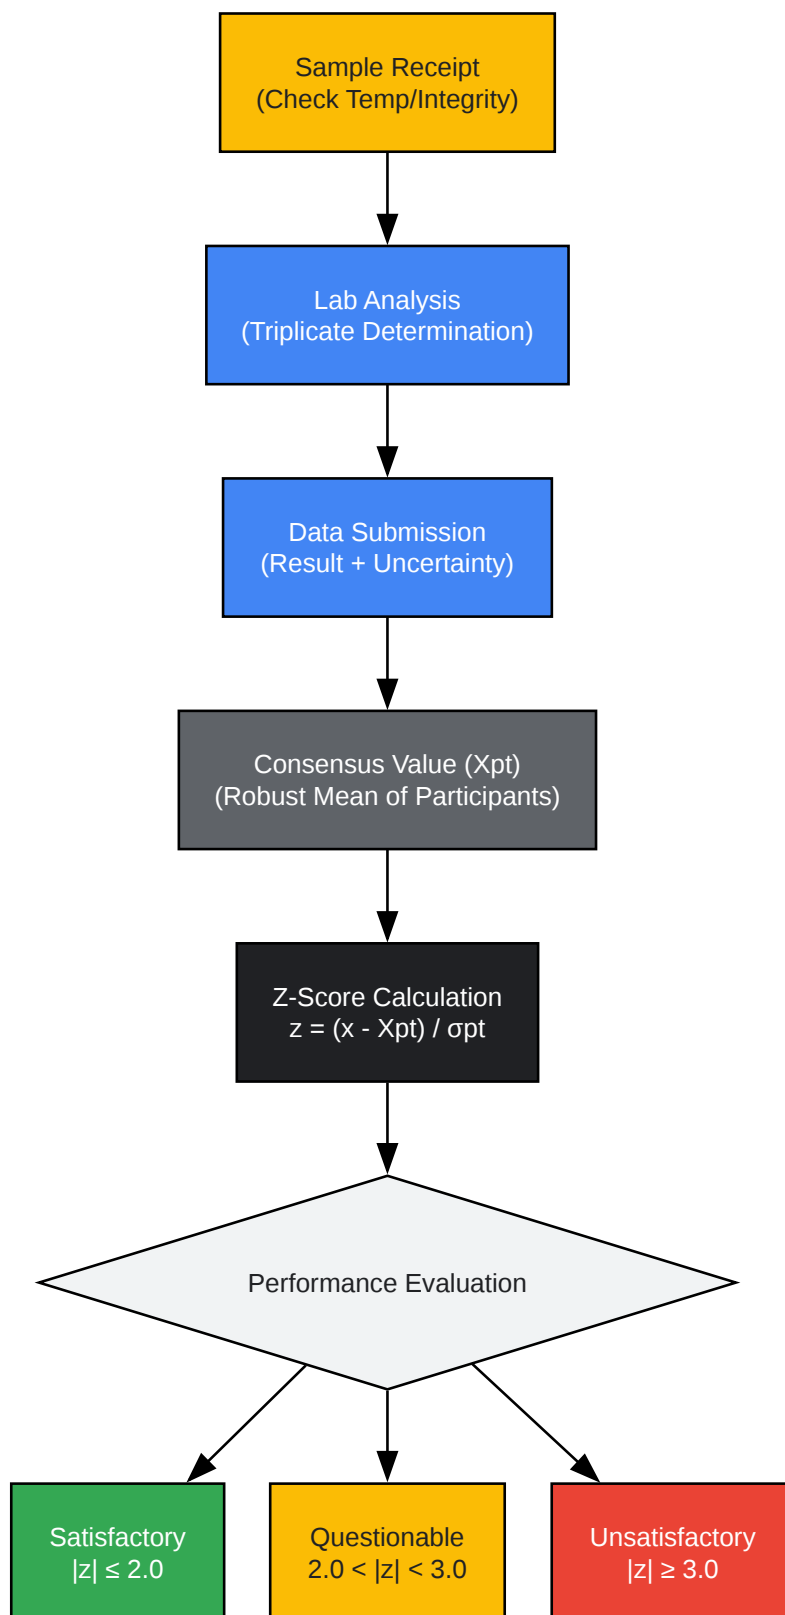 Sample Receipt
(Check Temp/Integrity)
Lab Analysis
(Triplicate Determination)
Data Submission
(Result + Uncertainty)
Consensus Value (Xpt)
(Robust Mean of Participants)
Z-Score Calculation
z = (x - Xpt) / σpt
Performance Evaluation
Satisfactory
|z| ≤ 2.0
Questionable
2.0 < |z| < 3.0
Unsatisfactory
|z| ≥ 3.0